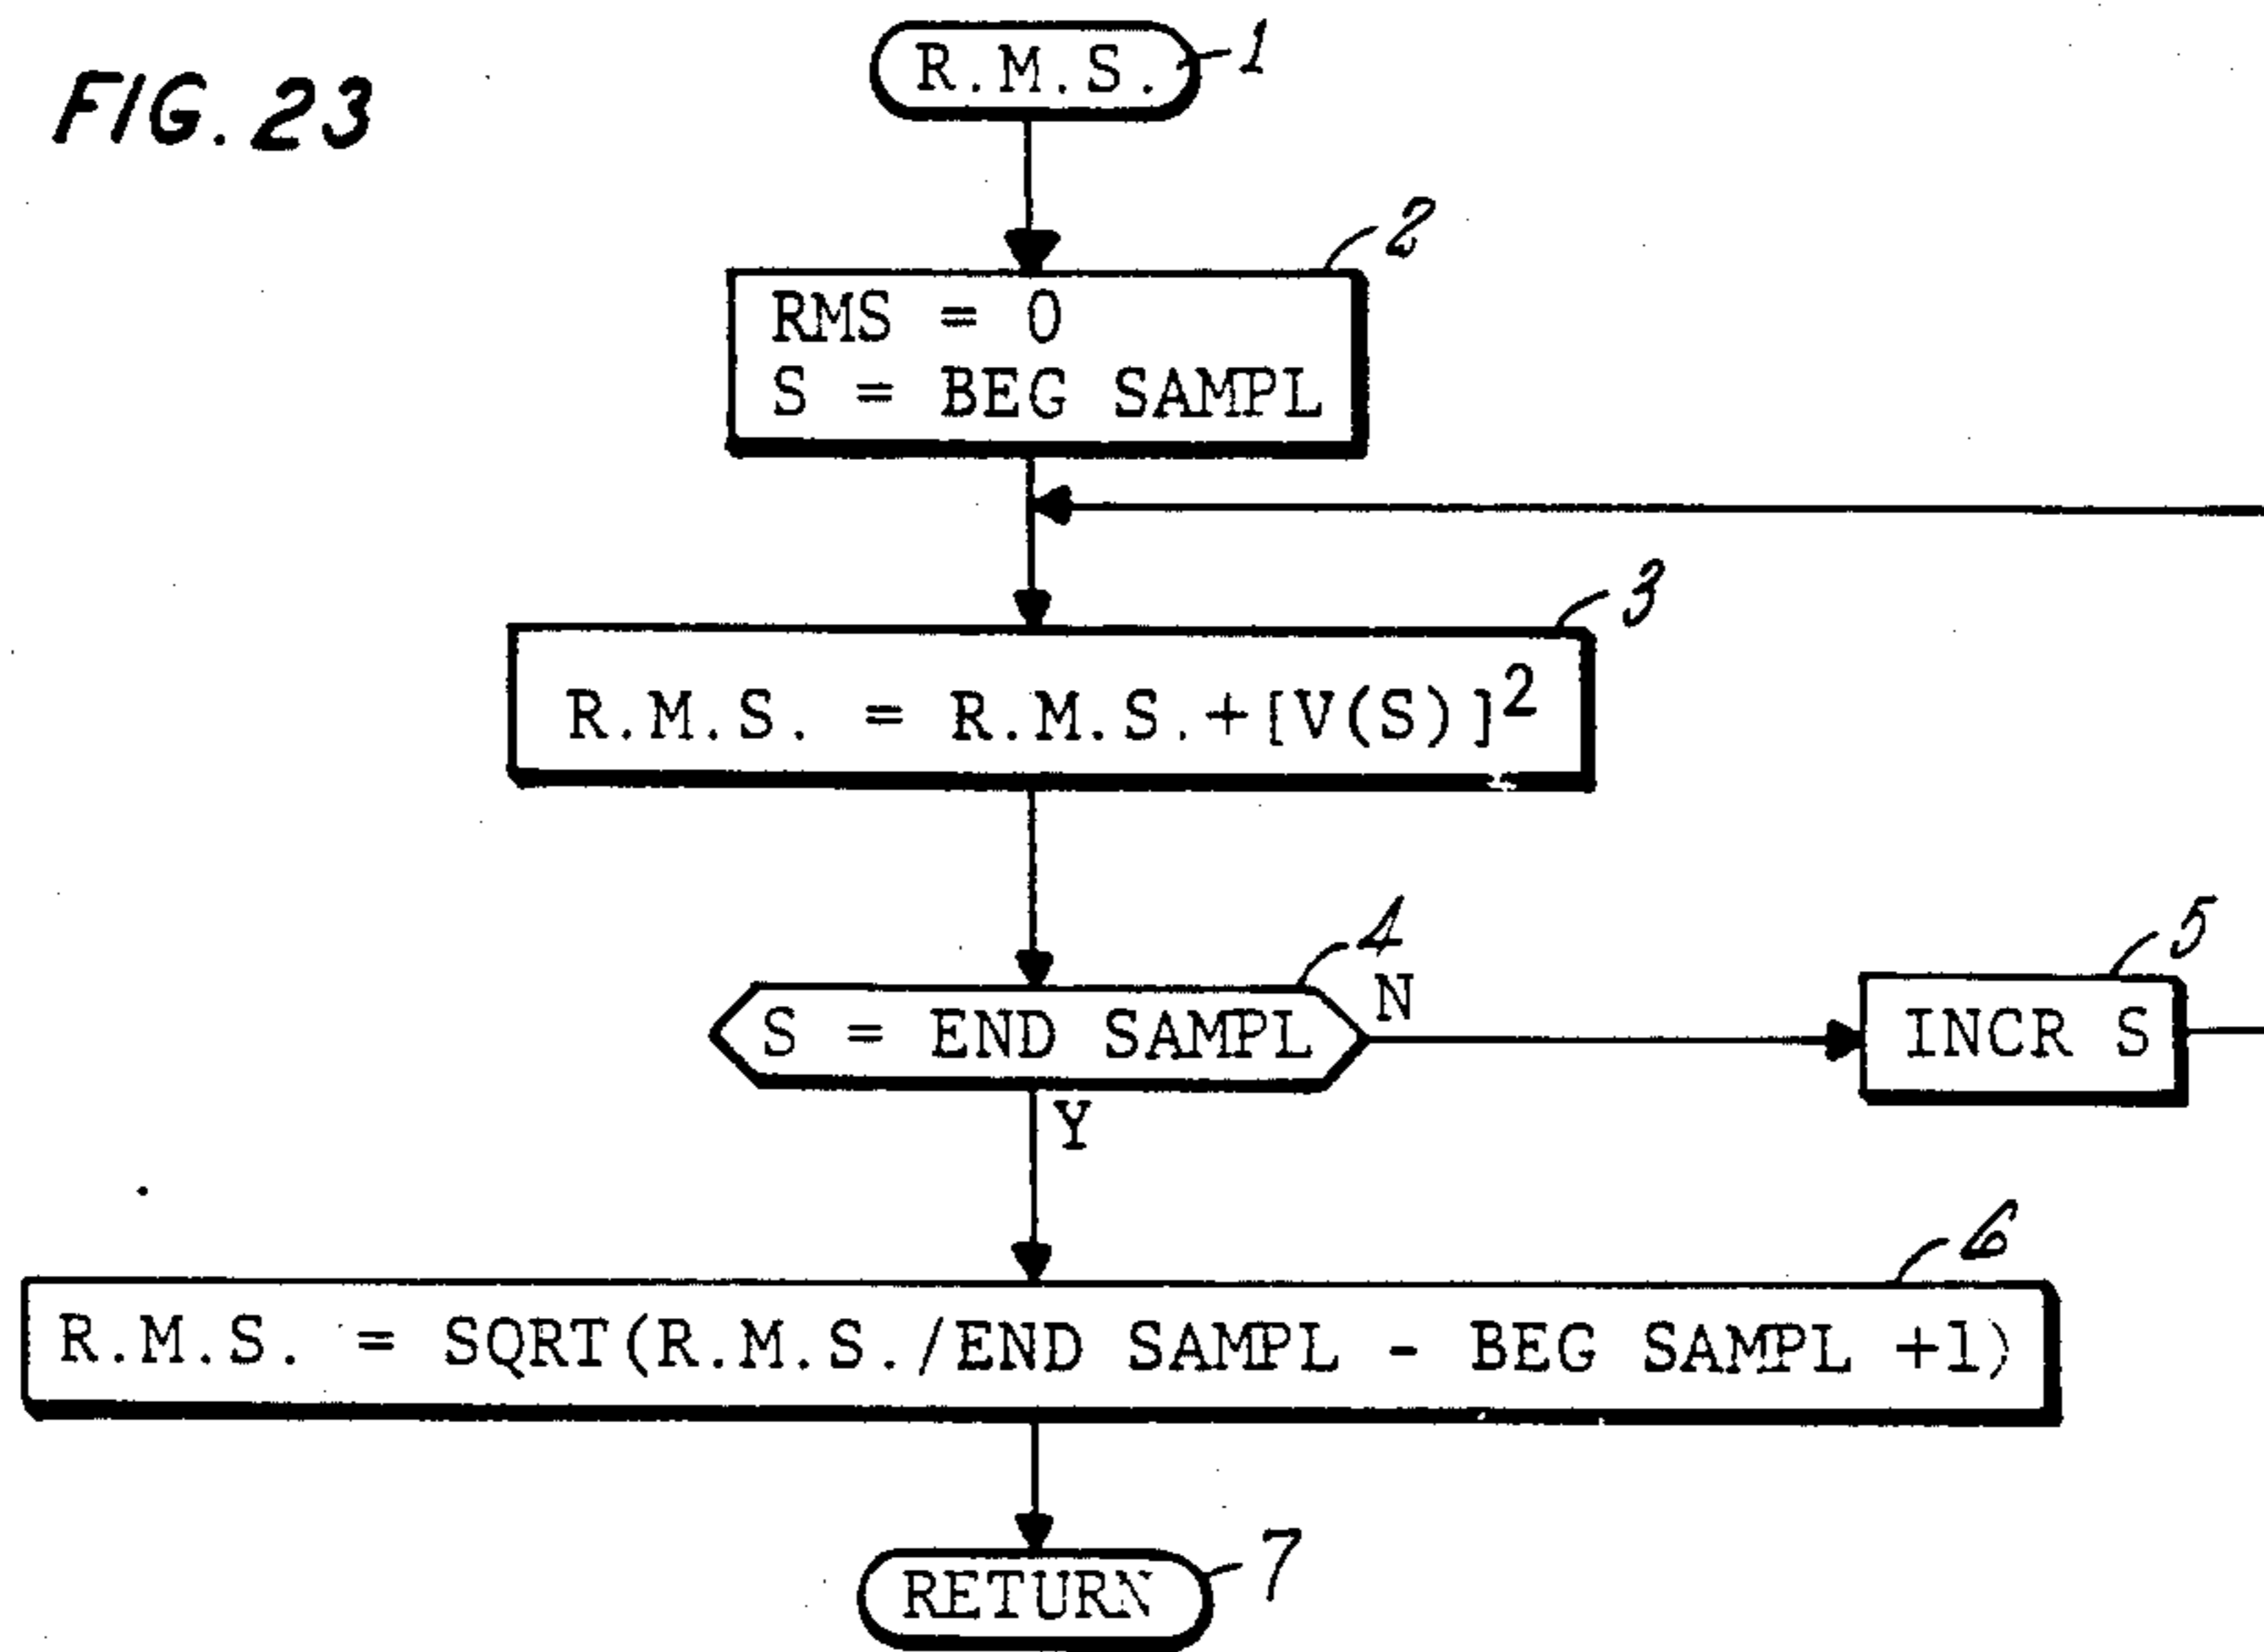 FIG. 23
R.M.S. 1
2
RMS = 0
S = BEG SAMPL
3
R.M.S. = R.M.S.+[V(S)]²
4
S = END SAMPL
N
5
INCR S
Y
6
R.M.S. = SQRT(R.M.S./END SAMPL - BEG SAMPL +1)
RETURN 7